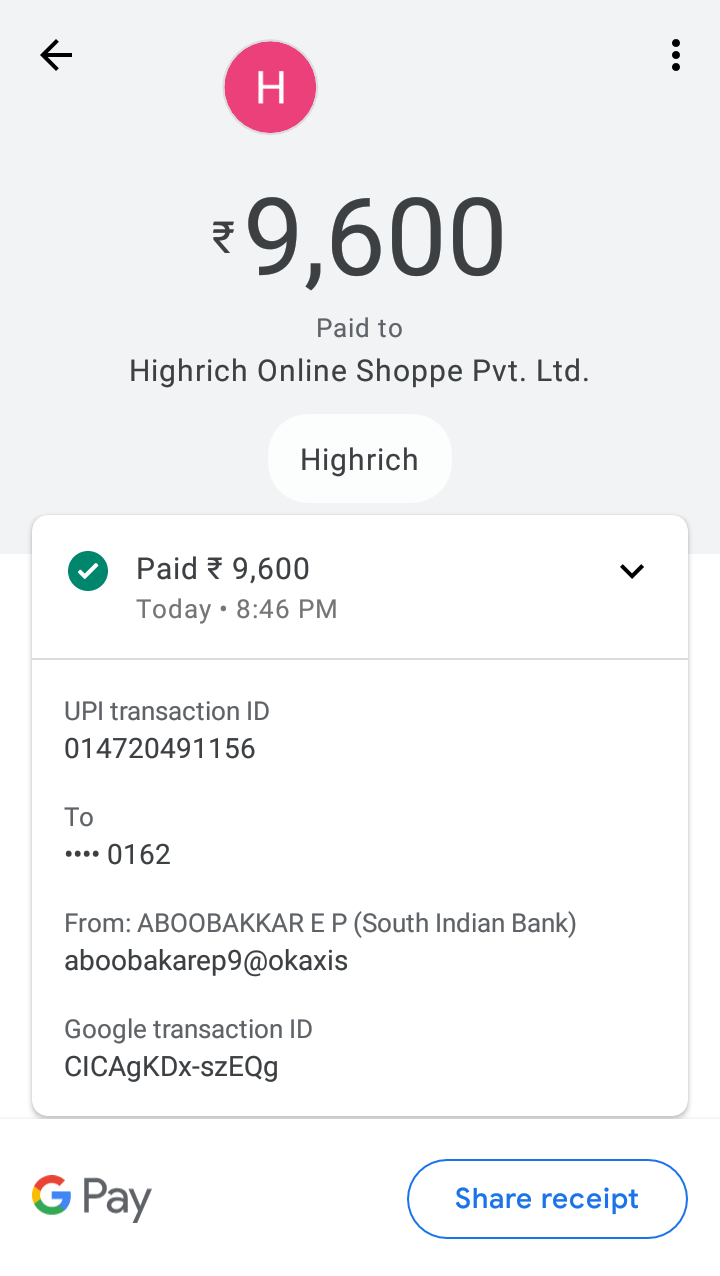 H
₹9,600
Paid to
Highrich Online Shoppe Pvt. Ltd.
Highrich
Paid ₹ 9,600
Today • 8:46 PM
UPI transaction ID
014720491156
To
•••• 0162
From: ABOOBAKKAR E P (South Indian Bank)
aboobakarep9@okaxis
Google transaction ID
CICAgKDx-szEQg
G Pay
Share receipt